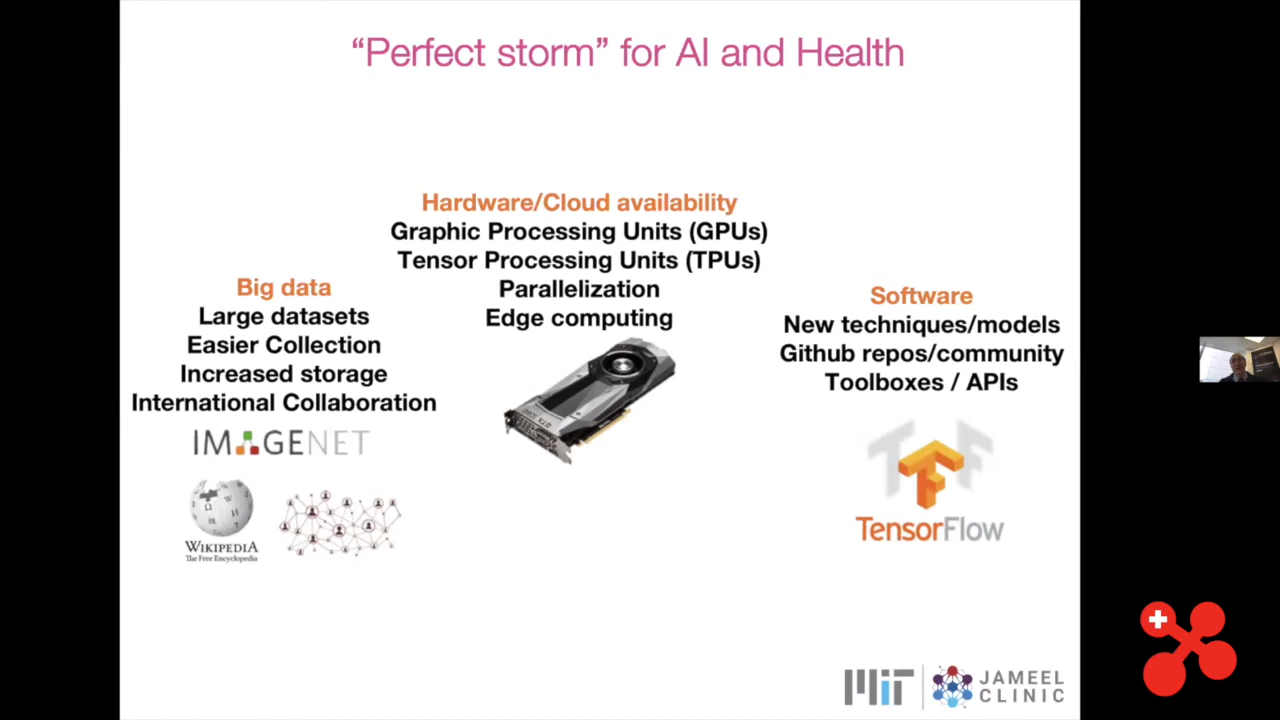 “Perfect storm” for AI and Health
Hardware/Cloud availability
Graphic Processing Units (GPUs)
Tensor Processing Units (TPUs)
Parallelization
Edge computing
Big data
Large datasets
Easier Collection
Increased storage
International Collaboration
IMAGENET
WIKIPEDIA
The Free Encyclopedia
Software
New techniques/models
Github repos/community
Toolboxes / APIs
TensorFlow
MIT
JAMEEL
CLINIC